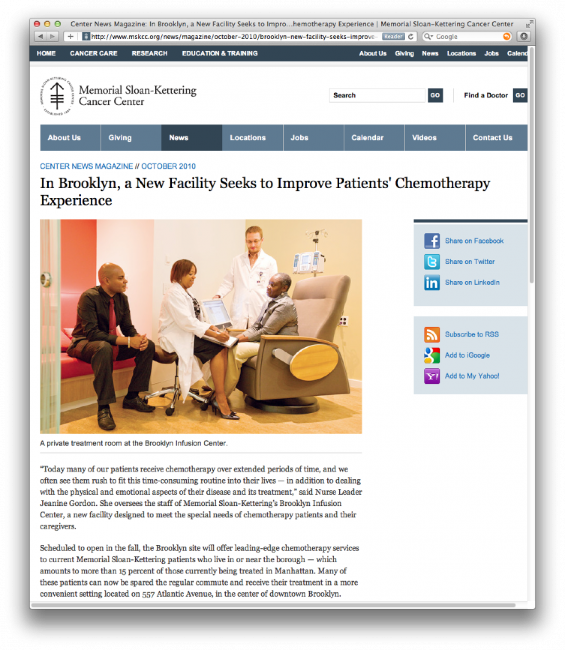 Center News Magazine: In Brooklyn, a New Facility Seeks to Impro...hemotherapy Experience | Memorial Sloan-Kettering Cancer Center
http://www.mskcc.org/news/magazine/october-2010/brooklyn-new-facility-seeks-improve- Reader Google
HOME CANCER CARE RESEARCH EDUCATION & TRAINING About Us Giving News Locations Jobs Calend
Memorial Sloan-Kettering
Cancer Center
Search GO Find a Doctor GO
About Us Giving News Locations Jobs Calendar Videos Contact Us
CENTER NEWS MAGAZINE // OCTOBER 2010
In Brooklyn, a New Facility Seeks to Improve Patients' Chemotherapy
Experience
Share on Facebook
Share on Twitter
Share on LinkedIn
Subscribe to RSS
Add to iGoogle
Add to My Yahoo!
A private treatment room at the Brooklyn Infusion Center.
"Today many of our patients receive chemotherapy over extended periods of time, and we
often see them rush to fit this time-consuming routine into their lives — in addition to dealing
with the physical and emotional aspects of their disease and its treatment," said Nurse Leader
Jeanine Gordon. She oversees the staff of Memorial Sloan-Kettering's Brooklyn Infusion
Center, a new facility designed to meet the special needs of chemotherapy patients and their
caregivers.
Scheduled to open in the fall, the Brooklyn site will offer leading-edge chemotherapy services
to current Memorial Sloan-Kettering patients who live in or near the borough — which
amounts to more than 15 percent of those currently being treated in Manhattan. Many of
these patients can now be spared the regular commute and receive their treatment in a more
convenient setting located on 557 Atlantic Avenue, in the center of downtown Brooklyn.